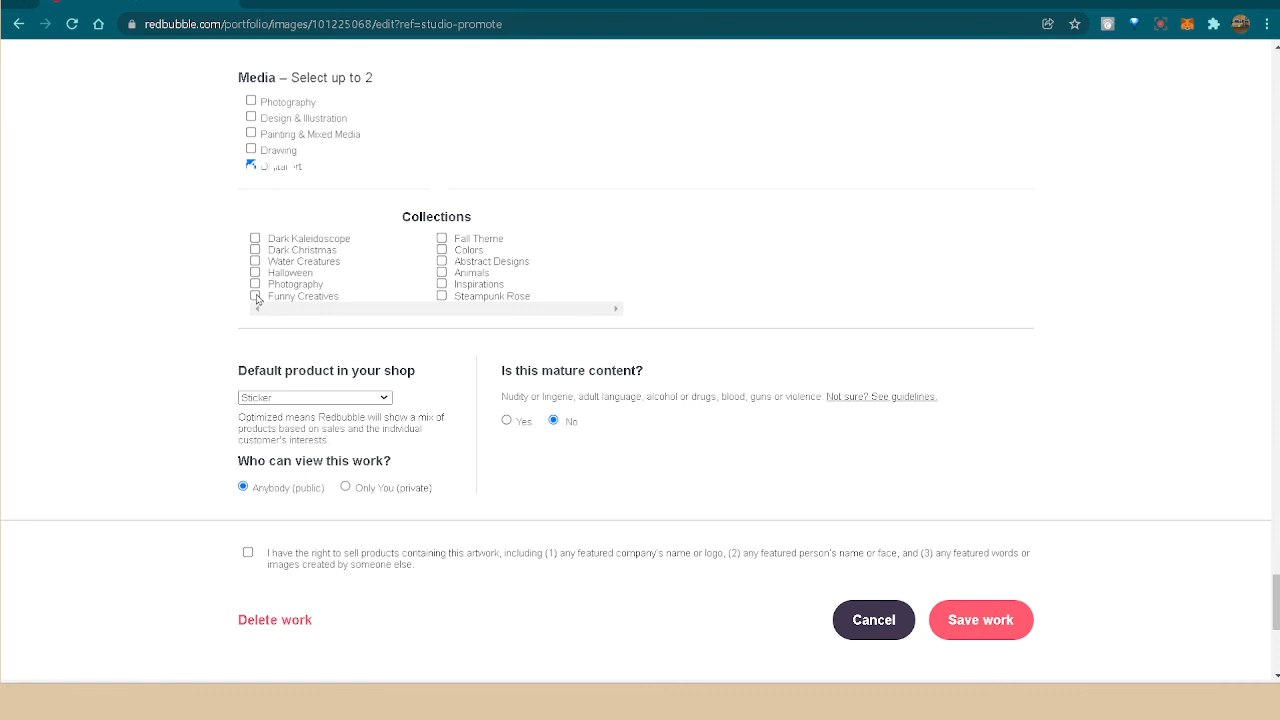 redbubble.com/portfolio/images/101225068/edit?ref=studio-promote
Media – Select up to 2
Photography
Design & Illustration
Painting & Mixed Media
Drawing
Collections
Dark Kaleidoscope
Dark Christmas
Water Creatures
Halloween
Photography
Funny Creatives
Fall Theme
Colors
Abstract Designs
Animals
Inspirations
Steampunk Rose
Default product in your shop
Sticker
Optimized means Redbubble will show a mix of
products based on sales and the individual
customer's interests.
Who can view this work?
Anybody (public) Only You (private)
Is this mature content?
Nudity or lingerie, adult language, alcohol or drugs, blood, guns or violence. Not sure? See guidelines.
Yes No
I have the right to sell products containing this artwork, including (1) any featured company's name or logo, (2) any featured person's name or face, and (3) any featured words or
images created by someone else.
Delete work
Cancel
Save work